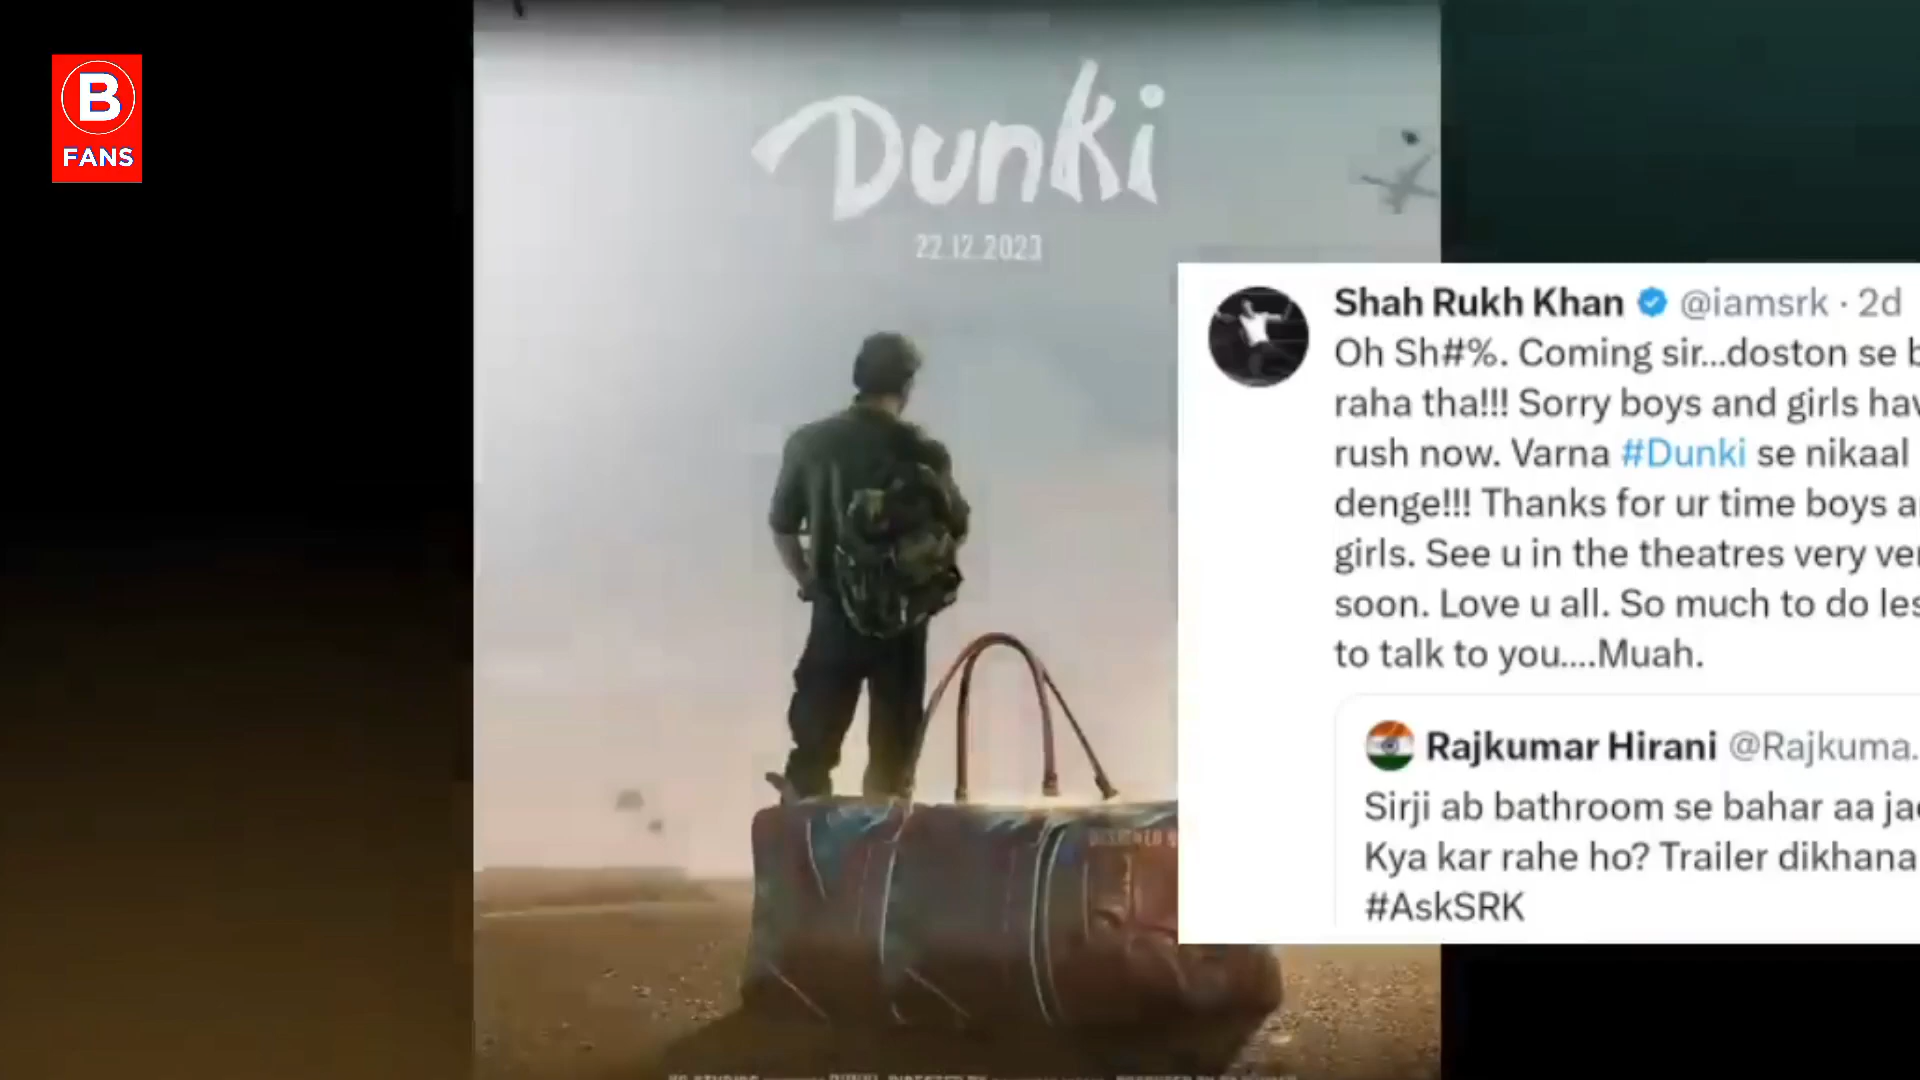 B
FANS
Dunki
22.12.2023
Shah Rukh Khan @iamsrk · 2d
Oh Sh#%. Coming sir...doston se b
raha tha!!! Sorry boys and girls hav
rush now. Varna #Dunki se nikaal
denge!!! Thanks for ur time boys a
girls. See u in the theatres very ve
soon. Love u all. So much to do les
to talk to you....Muah.
Rajkumar Hirani @Rajkuma.
Sirji ab bathroom se bahar aa ja
Kya kar rahe ho? Trailer dikhana
#AskSRK